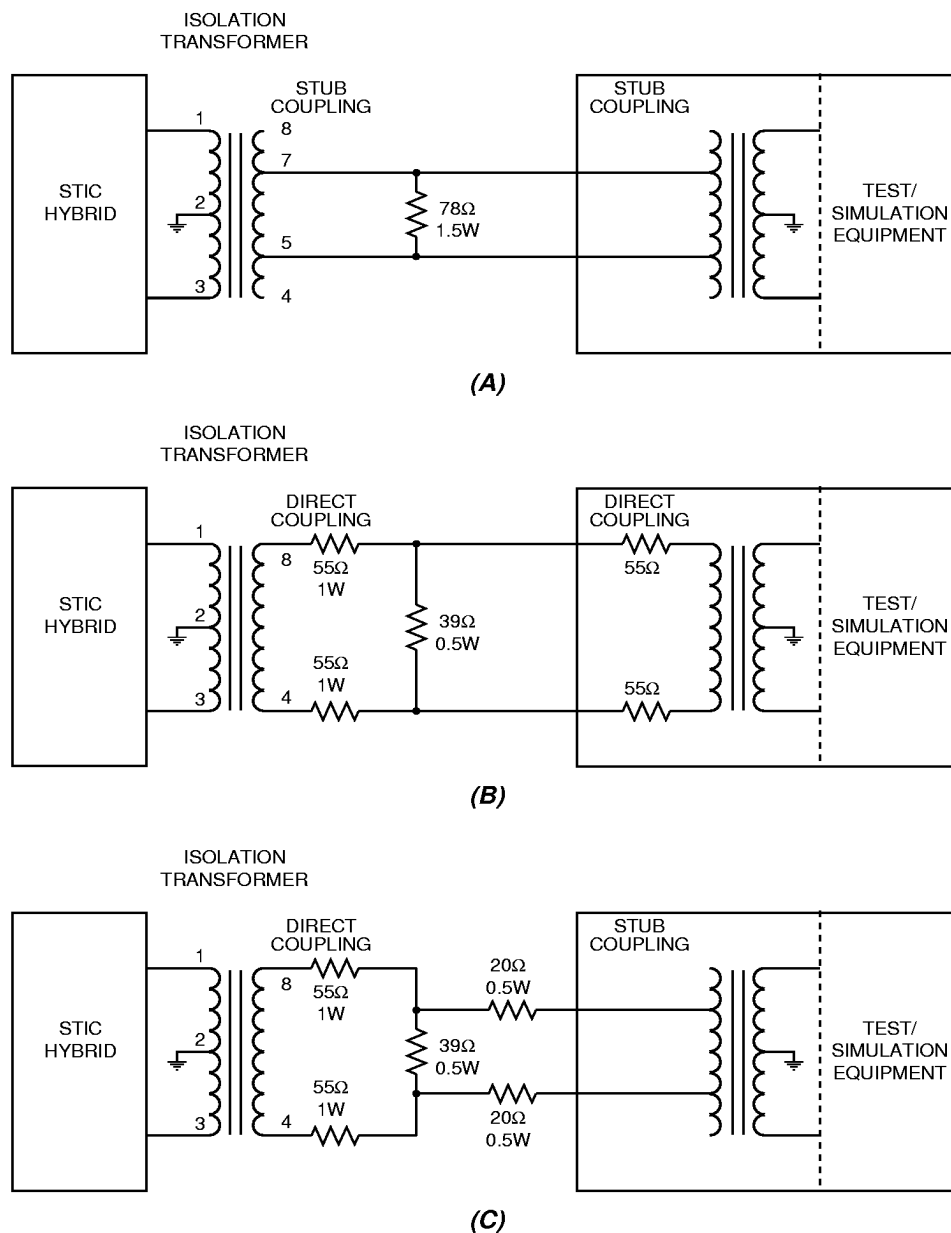 ISOLATION
TRANSFORMER
STUB
COUPLING
STUB
COUPLING
1
8
7
STIC
HYBRID
2
78Ω
1.5W
TEST/
SIMULATION
EQUIPMENT
5
3
4
(A)
ISOLATION
TRANSFORMER
DIRECT
COUPLING
DIRECT
COUPLING
1
8
55Ω
1W
55Ω
STIC
HYBRID
2
39Ω
0.5W
TEST/
SIMULATION
EQUIPMENT
55Ω
1W
55Ω
3
4
(B)
ISOLATION
TRANSFORMER
DIRECT
COUPLING
STUB
COUPLING
1
8
55Ω
1W
20Ω
0.5W
STIC
HYBRID
2
39Ω
0.5W
TEST/
SIMULATION
EQUIPMENT
55Ω
1W
20Ω
0.5W
3
4
(C)